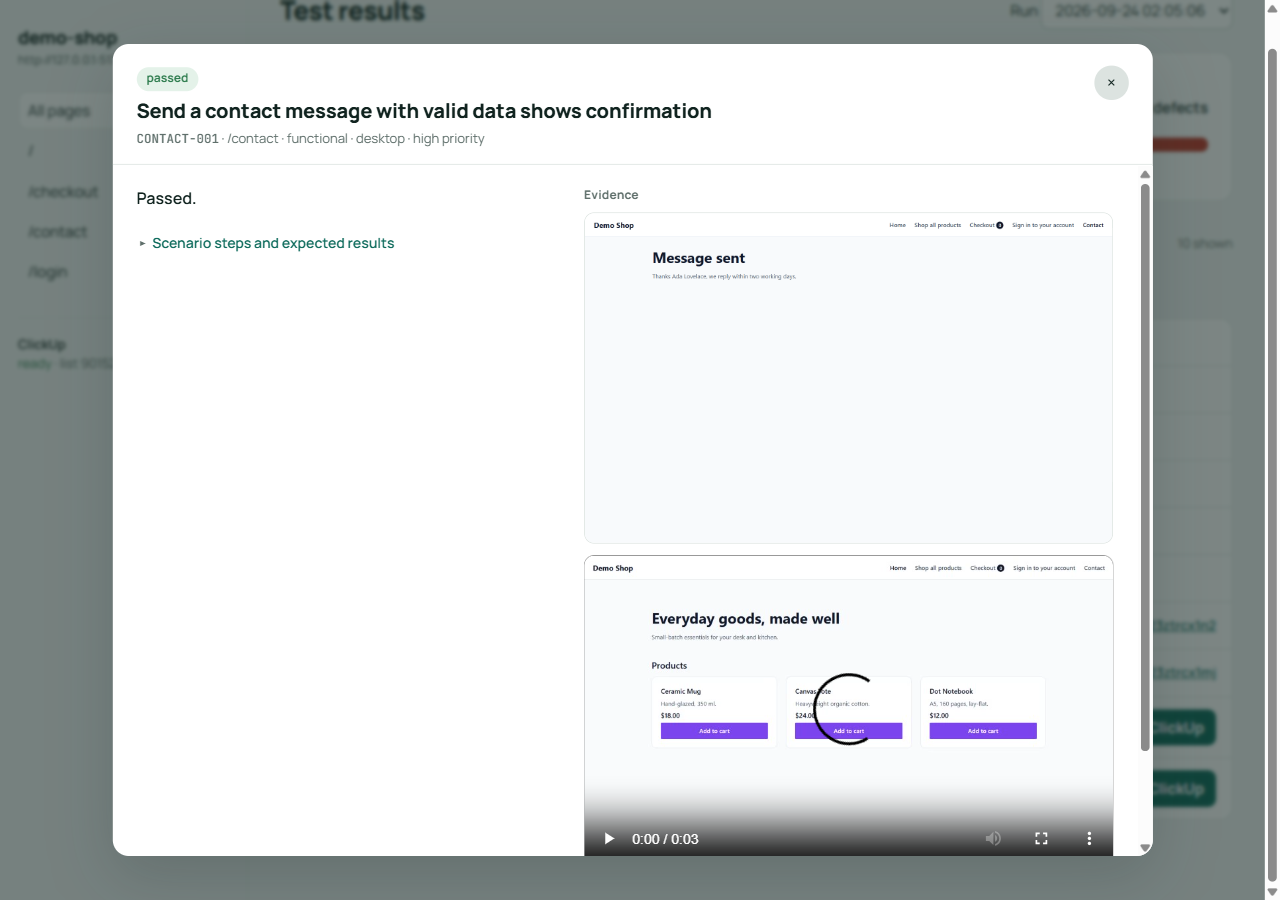 Test results
Run 2026-09-24 02:05:06
demo-shop
All pages
/
/checkout
/contact
/login
ClickUp
ready
defects
10 shown
ClickUp
ClickUp
passed
×
Send a contact message with valid data shows confirmation
CONTACT-001 · /contact · functional · desktop · high priority
Passed.
Scenario steps and expected results
Evidence
Demo Shop Home Shop all products Checkout Sign in to your account Contact
Message sent
Thanks Ada Lovelace, we reply within two working days.
Demo Shop Home Shop all products Checkout Sign in to your account Contact
Everyday goods, made well
Small-batch essentials for your desk and kitchen.
Products
Ceramic Mug Canvas Tote Dot Notebook
Hand-glazed, 350 ml. Heavyweight organic cotton. A5, 160 pages, lay-flat.
$18.00 $24.00 $12.00
Add to cart Add to cart Add to cart
0:00 / 0:03